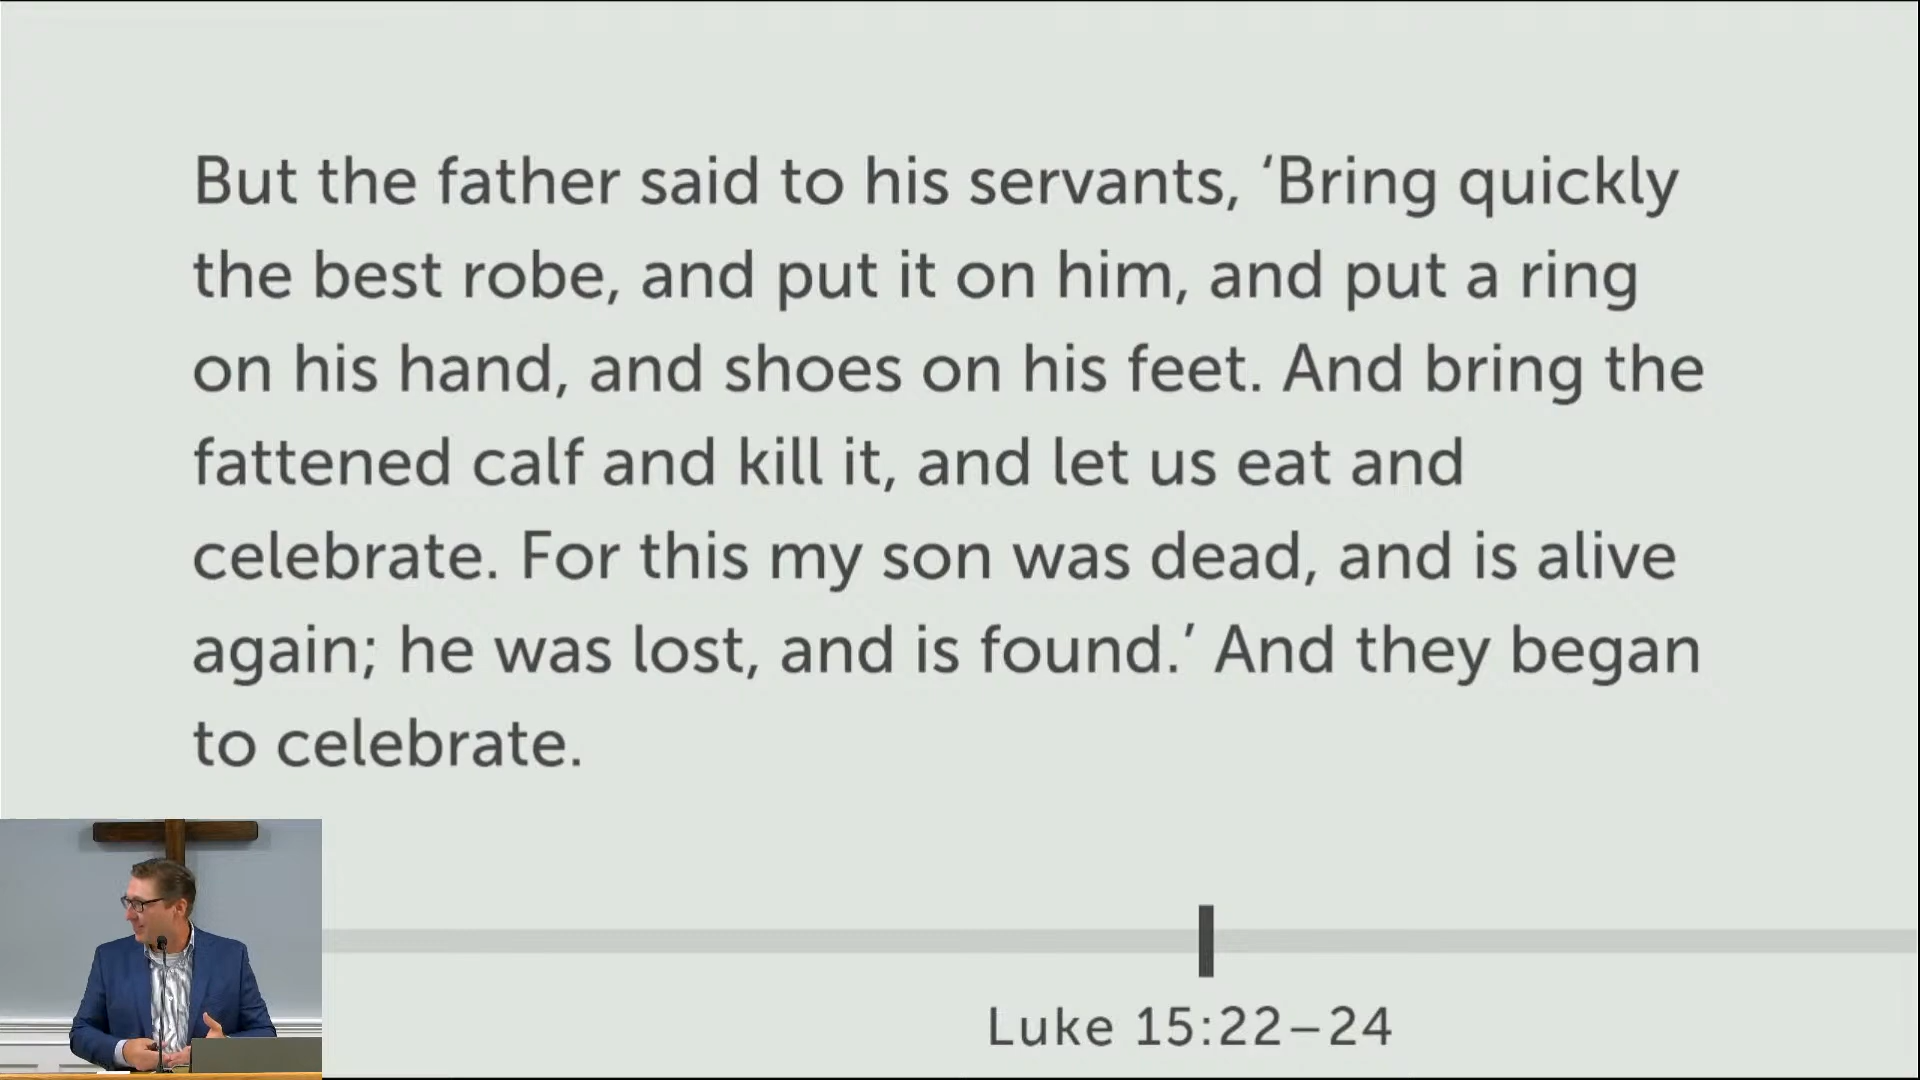 But the father said to his servants, ‘Bring quickly
the best robe, and put it on him, and put a ring
on his hand, and shoes on his feet. And bring the
fattened calf and kill it, and let us eat and
celebrate. For this my son was dead, and is alive
again; he was lost, and is found.’ And they began
to celebrate.
Luke 15:22–24